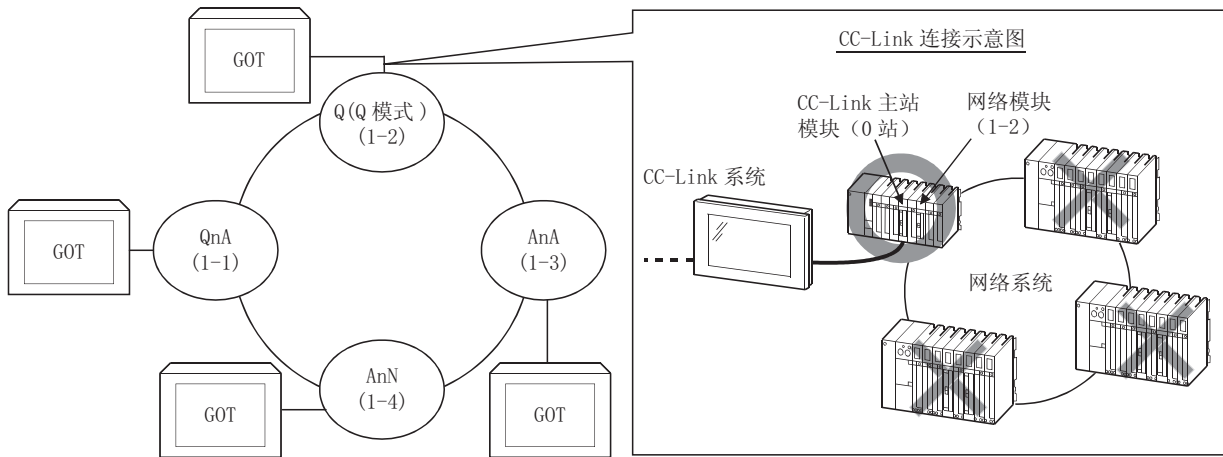 GOT
Q(Q 模式)
(1-2)
GOT
QnA
(1-1)
AnA
(1-3)
GOT
AnN
(1-4)
GOT
CC-Link 连接示意图
CC-Link 主站
模块（0 站）
网络模块
(1-2)
CC-Link 系统
网络系统